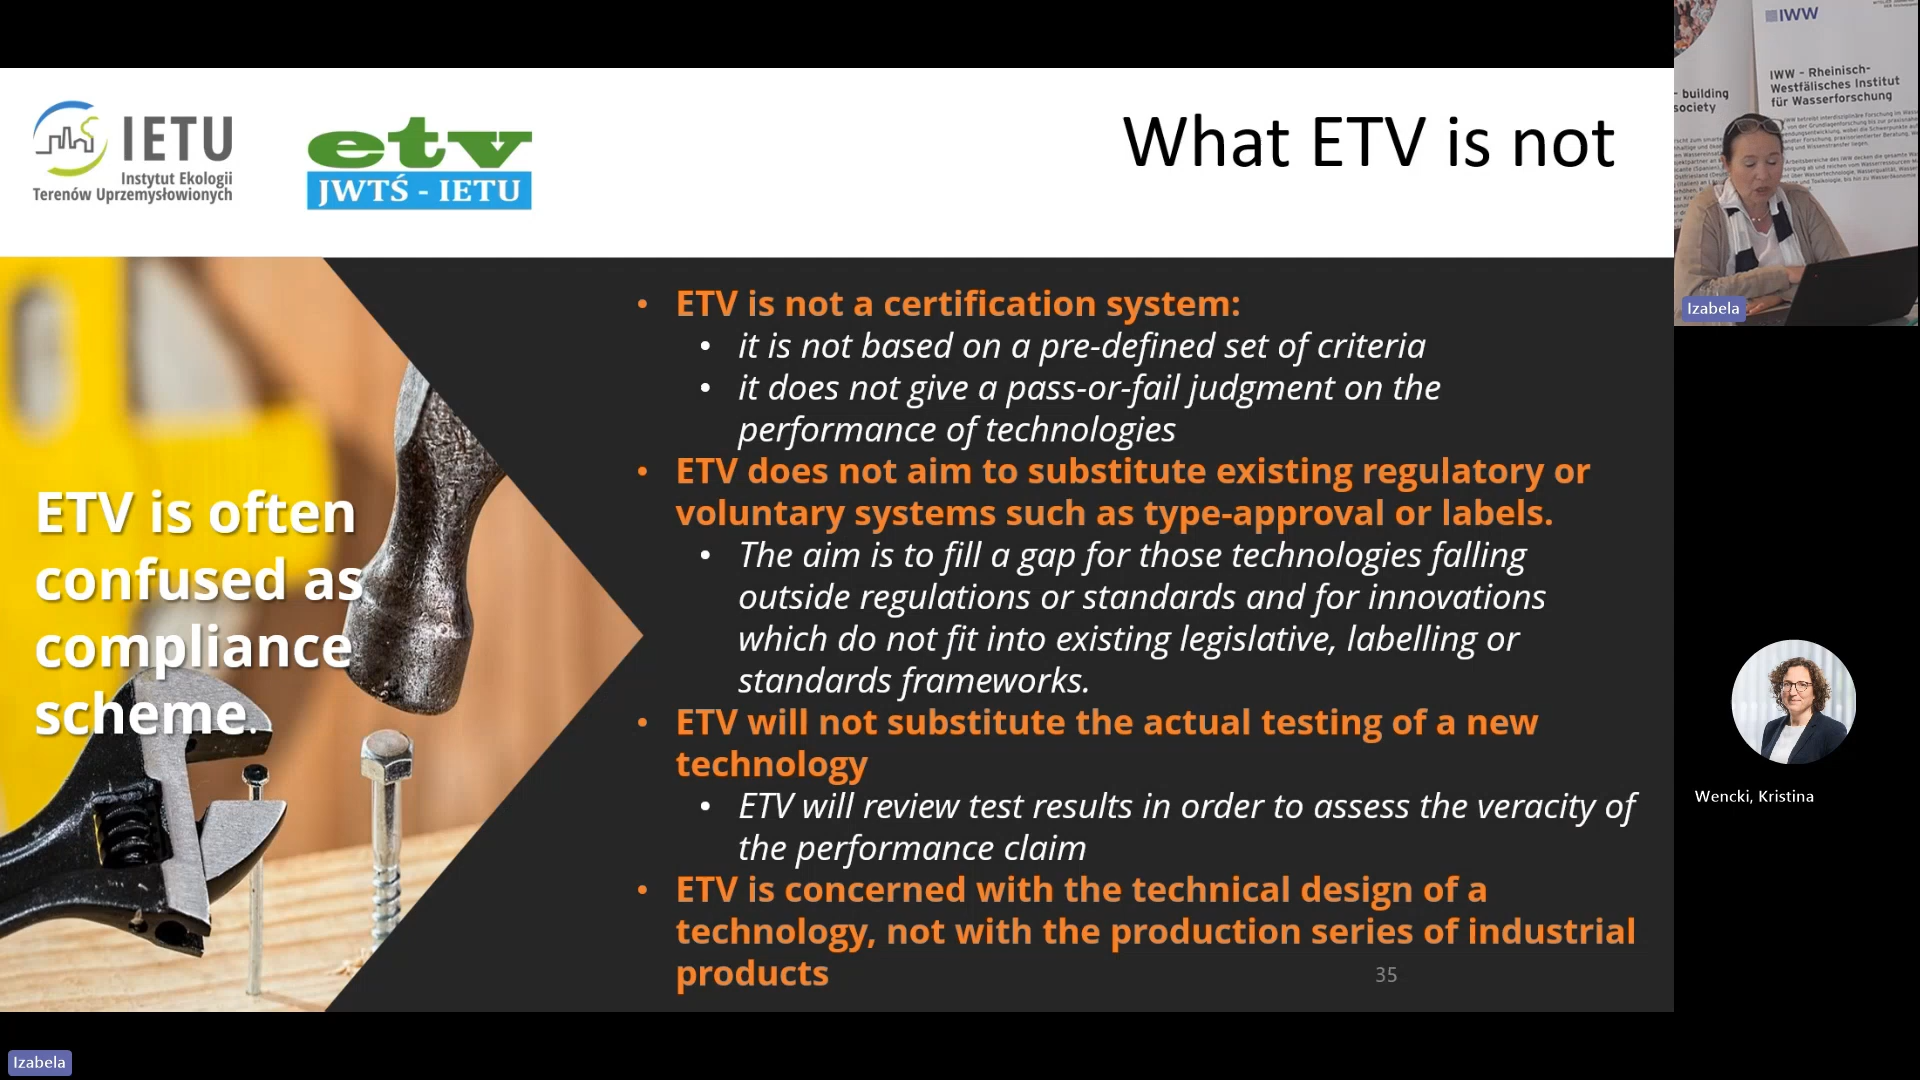 IETU
Instytut Ekologii
Terenów Uprzemysłowionych
etv
JWTŚ - IETU
What ETV is not
ETV is often
confused as
compliance
scheme.
• ETV is not a certification system:
• it is not based on a pre-defined set of criteria
• it does not give a pass-or-fail judgment on the
performance of technologies
• ETV does not aim to substitute existing regulatory or
voluntary systems such as type-approval or labels.
• The aim is to fill a gap for those technologies falling
outside regulations or standards and for innovations
which do not fit into existing legislative, labelling or
standards frameworks.
• ETV will not substitute the actual testing of a new
technology
• ETV will review test results in order to assess the veracity of
the performance claim
• ETV is concerned with the technical design of a
technology, not with the production series of industrial
products
35
IWW
IWW - Rheinisch-
Westfälisches Institut
für Wasserforschung
building
society
Izabela
Wencki, Kristina
Izabela